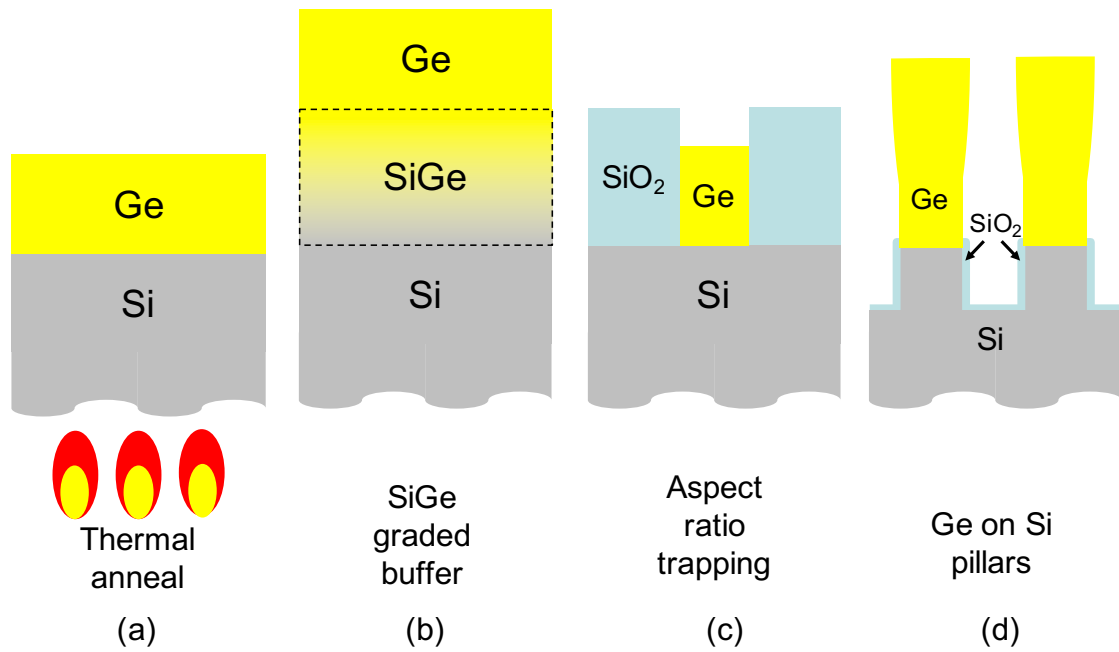 Ge
Si
Thermal
anneal
(a)
Ge
SiGe
Si
SiGe
graded
buffer
(b)
SiO₂
Ge
Si
Aspect
ratio
trapping
(c)
Ge
SiO₂
Si
Ge on Si
pillars
(d)